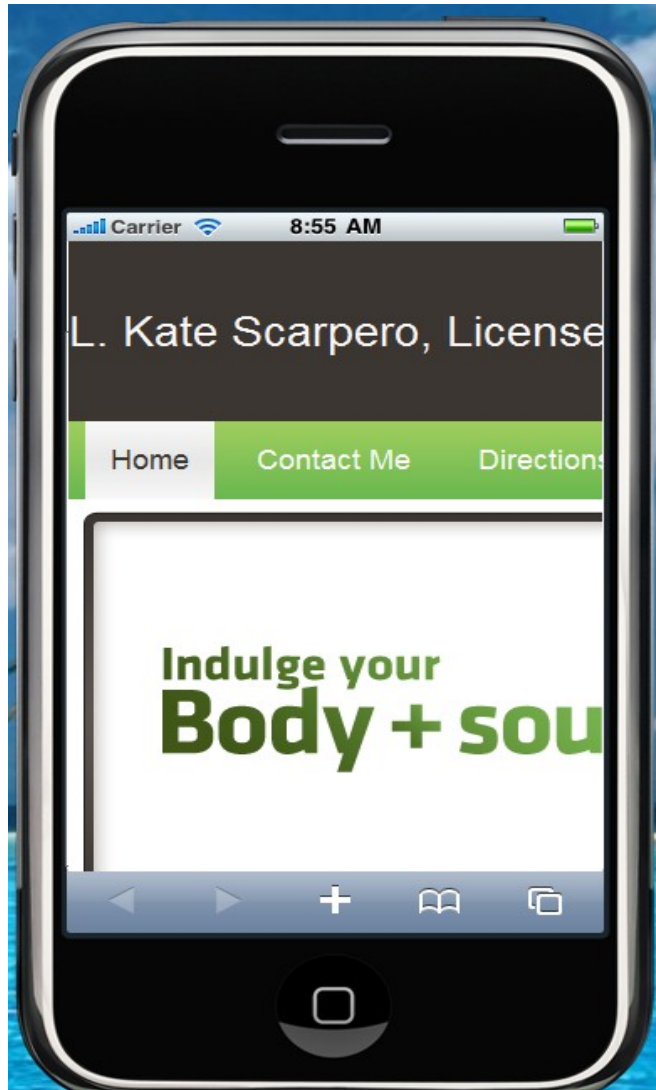 Carrier 8:55 AM
L. Kate Scarpero, License
Home Contact Me Directions
Indulge your
Body + sou